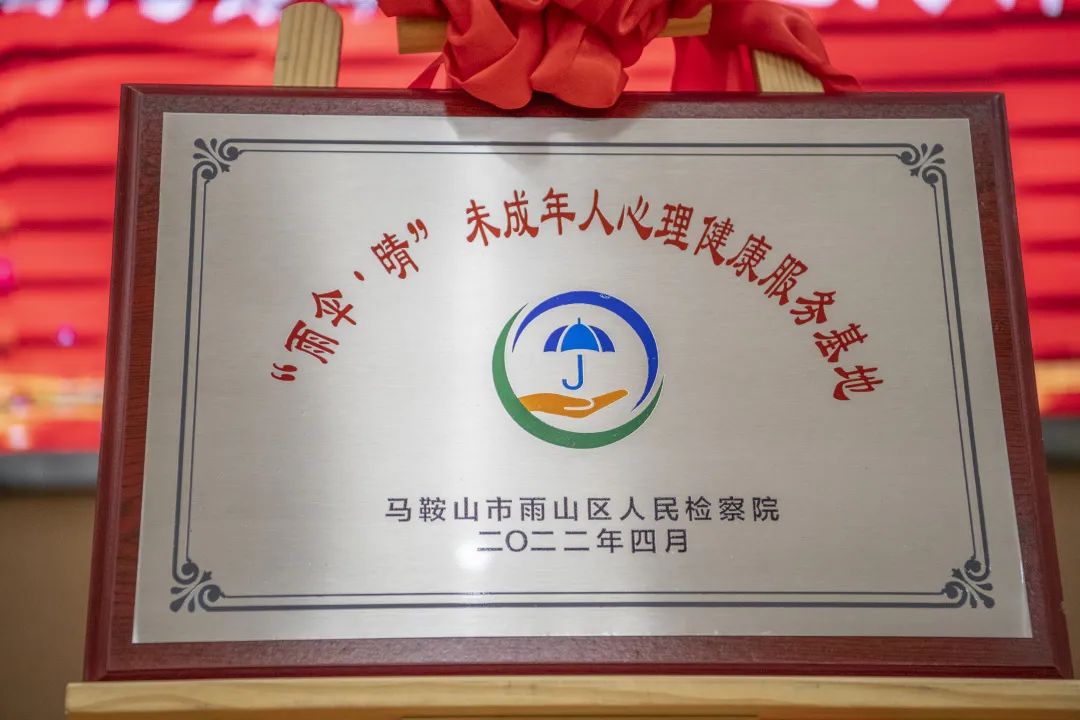 “雨伞·晴” 未成年人心理健康服务基地
马鞍山市雨山区人民检察院
二〇二二年四月